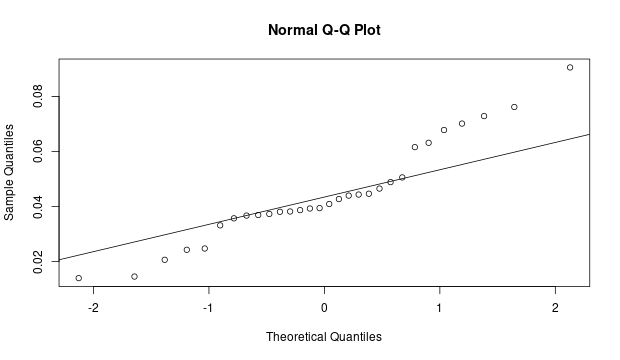 Normal Q-Q Plot
Sample Quantiles
0.08
0.06
0.04
0.02
-2 -1 0 1 2
Theoretical Quantiles